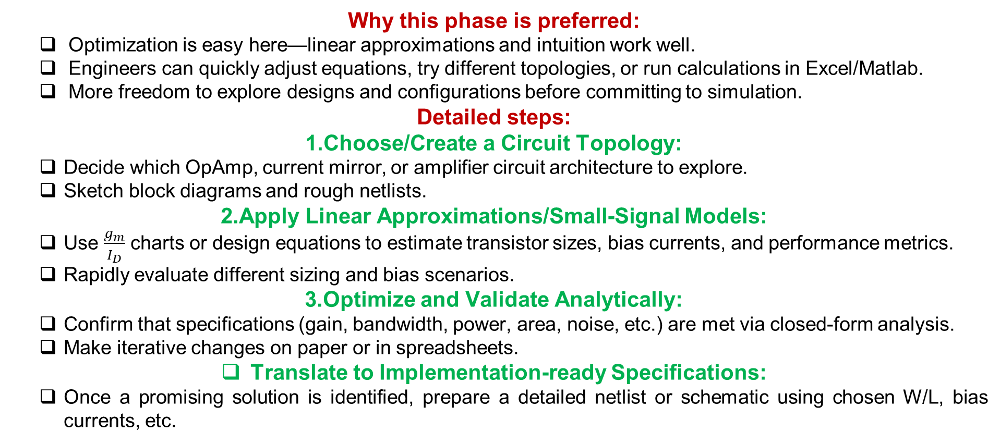 Why this phase is preferred:
❑ Optimization is easy here—linear approximations and intuition work well.
❑ Engineers can quickly adjust equations, try different topologies, or run calculations in Excel/Matlab.
❑ More freedom to explore designs and configurations before committing to simulation.
Detailed steps:
1.Choose/Create a Circuit Topology:
❑ Decide which OpAmp, current mirror, or amplifier circuit architecture to explore.
❑ Sketch block diagrams and rough netlists.
2.Apply Linear Approximations/Small-Signal Models:
❑ Use $\frac{g_m}{I_D}$ charts or design equations to estimate transistor sizes, bias currents, and performance metrics.
❑ Rapidly evaluate different sizing and bias scenarios.
3.Optimize and Validate Analytically:
❑ Confirm that specifications (gain, bandwidth, power, area, noise, etc.) are met via closed-form analysis.
❑ Make iterative changes on paper or in spreadsheets.
❑ Translate to Implementation-ready Specifications:
❑ Once a promising solution is identified, prepare a detailed netlist or schematic using chosen W/L, bias
currents, etc.